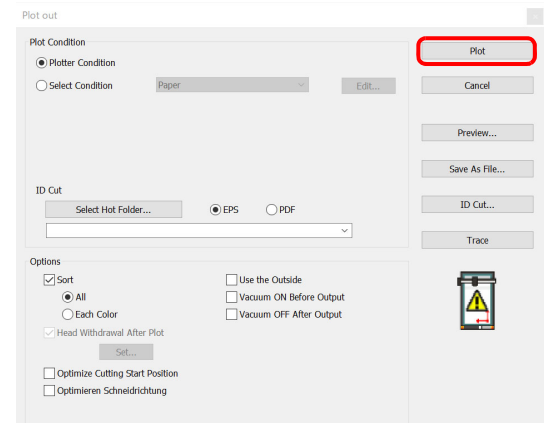 Plot out
Plot Condition
Plotter Condition
Select Condition
Paper
Edit...
ID Cut
Select Hot Folder...
EPS
PDF
Options
Sort
All
Each Color
Head Withdrawal After Plot
Set...
Optimize Cutting Start Position
Optimieren Schneidrichtung
Use the Outside
Vacuum ON Before Output
Vacuum OFF After Output
Plot
Cancel
Preview...
Save As File...
ID Cut...
Trace